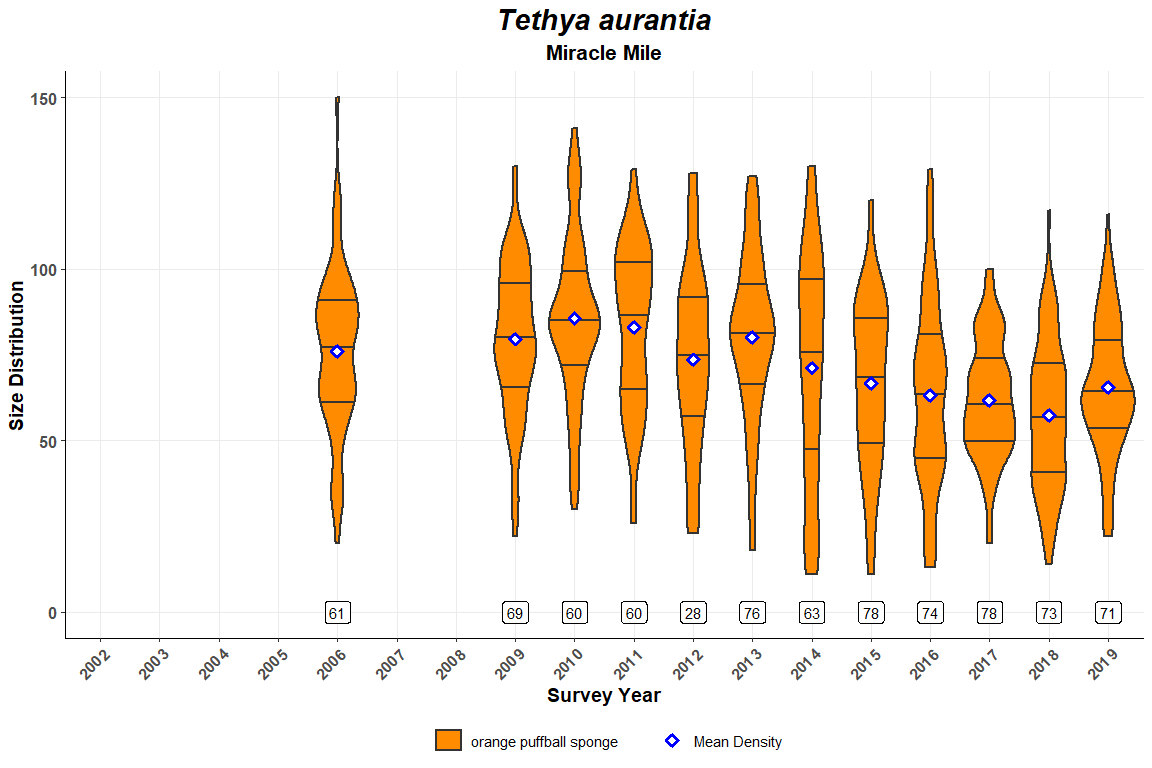 Tethya aurantia
Miracle Mile
Size Distribution
150
100
50
0
61 69 60 60 28 76 63 78 74 78 73 71
2002 2003 2004 2005 2006 2007 2008 2009 2010 2011 2012 2013 2014 2015 2016 2017 2018 2019
Survey Year
orange puffball sponge Mean Density